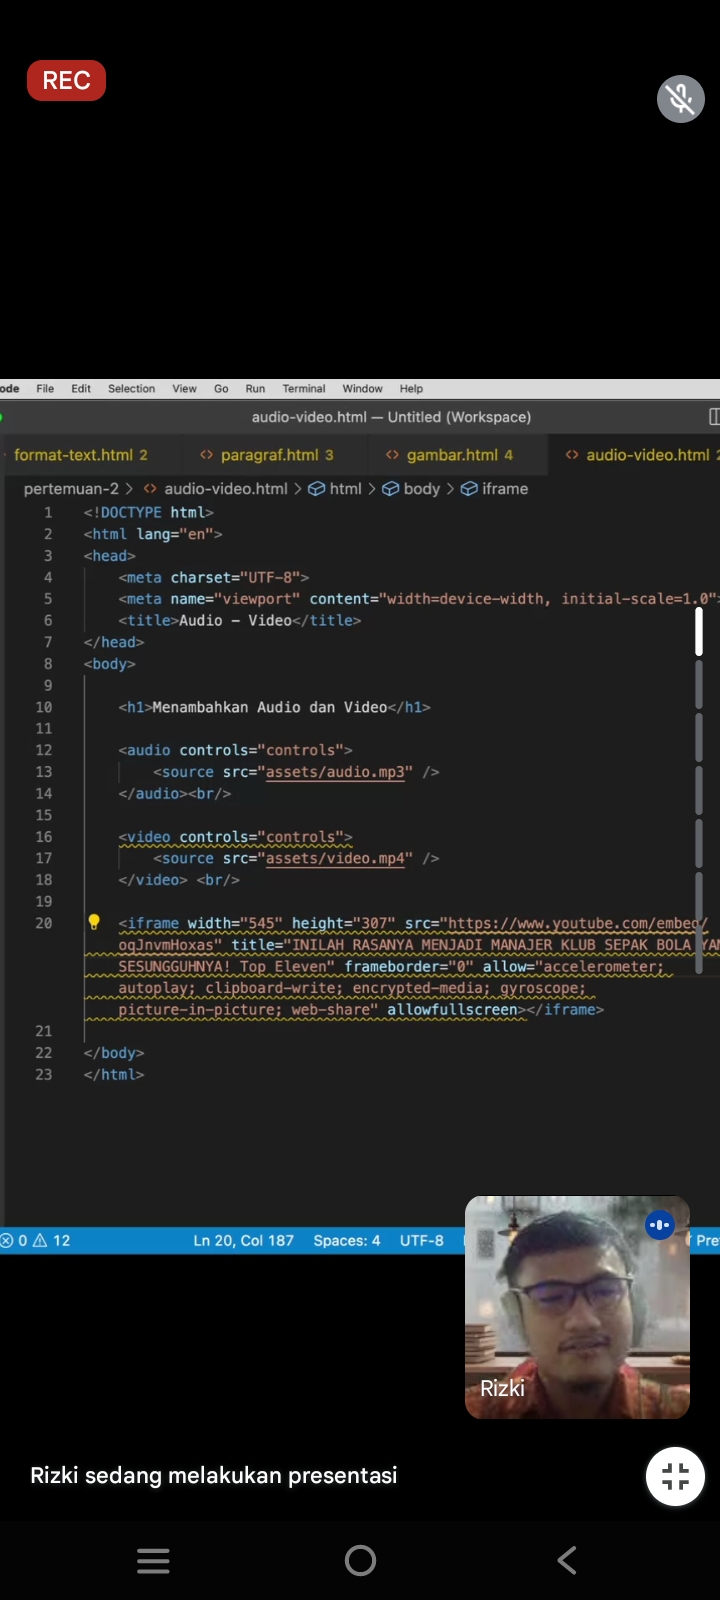 REC
ode File Edit Selection View Go Run Terminal Window Help
audio-video.html — Untitled (Workspace)
format-text.html 2 <> paragraf.html 3 <> gambar.html 4 <> audio-video.html 2
pertemuan-2 > <> audio-video.html > html > body > iframe
1 <!DOCTYPE html>
2 <html lang="en">
3 <head>
4 <meta charset="UTF-8">
5 <meta name="viewport" content="width=device-width, initial-scale=1.0">
6 <title>Audio - Video</title>
7 </head>
8 <body>
9
10 <h1>Menambahkan Audio dan Video</h1>
11
12 <audio controls="controls">
13 <source src="assets/audio.mp3" />
14 </audio><br/>
15
16 <video controls="controls">
17 <source src="assets/video.mp4" />
18 </video> <br/>
19
20 <iframe width="545" height="307" src="https://www.youtube.com/embed/
oqJnvmHoxas" title="INILAH RASANYA MENJADI MANAJER KLUB SEPAK BOLA YAN
SESUNGGUHNYA! Top Eleven" frameborder="0" allow="accelerometer;
autoplay; clipboard-write; encrypted-media; gyroscope;
picture-in-picture; web-share" allowfullscreen></iframe>
21
22 </body>
23 </html>
0 12 Ln 20, Col 187 Spaces: 4 UTF-8 Pre
Rizki
Rizki sedang melakukan presentasi